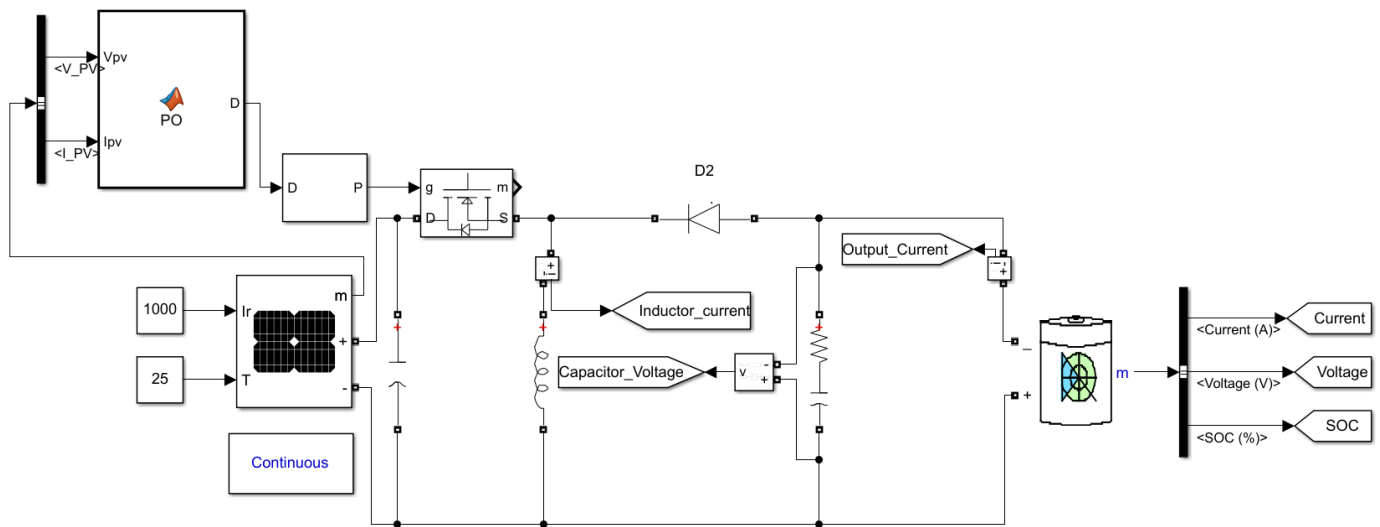 Vpv
<V_PV>
D
PO
Ipv
<I_PV>
D
P
g
m
D
S
D2
Output_Current
i
+
-
+
i
-
1000
Ir
m
Inductor_current
+
+
+
+
25
T
-
Capacitor_Voltage
v
-
+
_
+
m
Current
<Current (A)>
Voltage
<Voltage (V)>
SOC
<SOC (%)>
Continuous